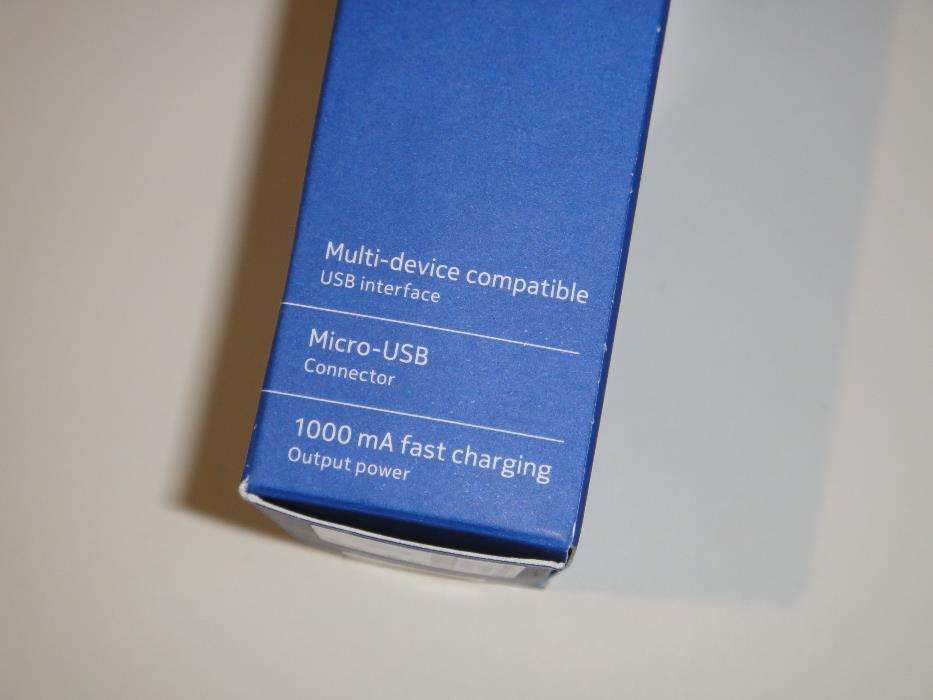 Multi-device compatible
USB interface
Micro-USB
Connector
1000 mA fast charging
Output power